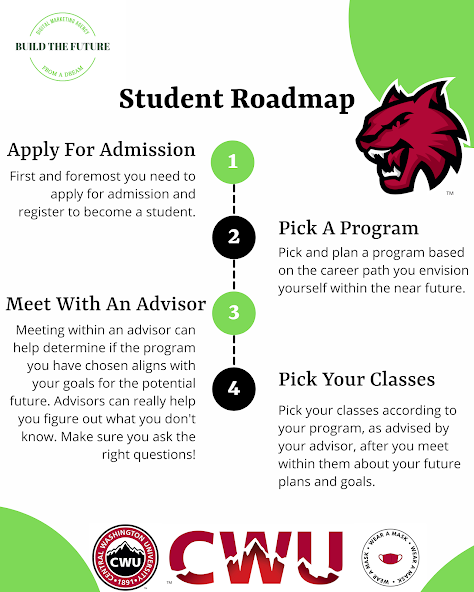 DIGITAL MARKETING AGENCY
BUILD THE FUTURE
FROM A DREAM
Student Roadmap
TM
Apply For Admission
First and foremost you need to
apply for admission and
register to become a student.
1
2
Pick A Program
Pick and plan a program based
on the career path you envision
yourself within the near future.
Meet With An Advisor
Meeting within an advisor can
help determine if the program
you have chosen aligns with
your goals for the potential
future. Advisors can really help
you figure out what you don't
know. Make sure you ask the
right questions!
3
4
Pick Your Classes
Pick your classes according to
your program, as advised by
your advisor, after you meet
within them about your future
plans and goals.
CENTRAL WASHINGTON UNIVERSITY
CWU
•1891•
TM
CWU
WEAR A MASK • WEAR A MASK • WEAR A MASK •